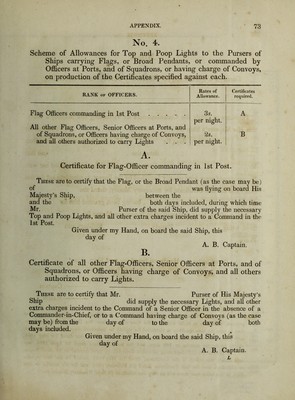 APPENDIX. 73
No. 4.
Scheme of Allowances for Top and Poop Lights to the Pursers of
Ships carrying Flags, or Broad Pendants, or commanded by
Officers at Ports, and of Squadrons, or having charge of Convoys,
on production of the Certificates specified against each.
RANK OF OFFICERS. Rates of Allowance. Certificates required.
Flag Officers commanding in 1st Post . . . . 3s. A
per night.
All other Flag Officers, Senior Officers at Ports, and
of Squadrons, or Officers having charge of Convoys, 2s. B
and all others authorized to carry Lights . . . per night.
A.
Certificate for Flag-Officer commanding in 1st Post.
These are to certify that the Flag, or the Broad Pendant (as the case may be)
of was flying on board His
Majesty's Ship, between the
and the both days included, during which time
Mr. Purser of the said Ship, did supply the necessary
Top and Poop Lights, and all other extra charges incident to a Command in the
1st Post.
Given under my Hand, on board the said Ship, this
day of
A. B. Captain.
B.
Certificate of all other Flag-Officers, Senior Officers at Ports, and of
Squadrons, or Officers having charge of Convoys, and all others
authorized to carry Lights.
These are to certify that Mr. Purser of His Majesty's
Ship did supply the necessary Lights, and all other
extra charges incident to the Command of a Senior Officer in the absence of a
Commander-in-Chief, or to a Command having charge of Convoys (as the case
may be) from the day of to the day of both
days included.
Given under my Hand, on board the said Ship, this
day of
A. B. Captain.
L